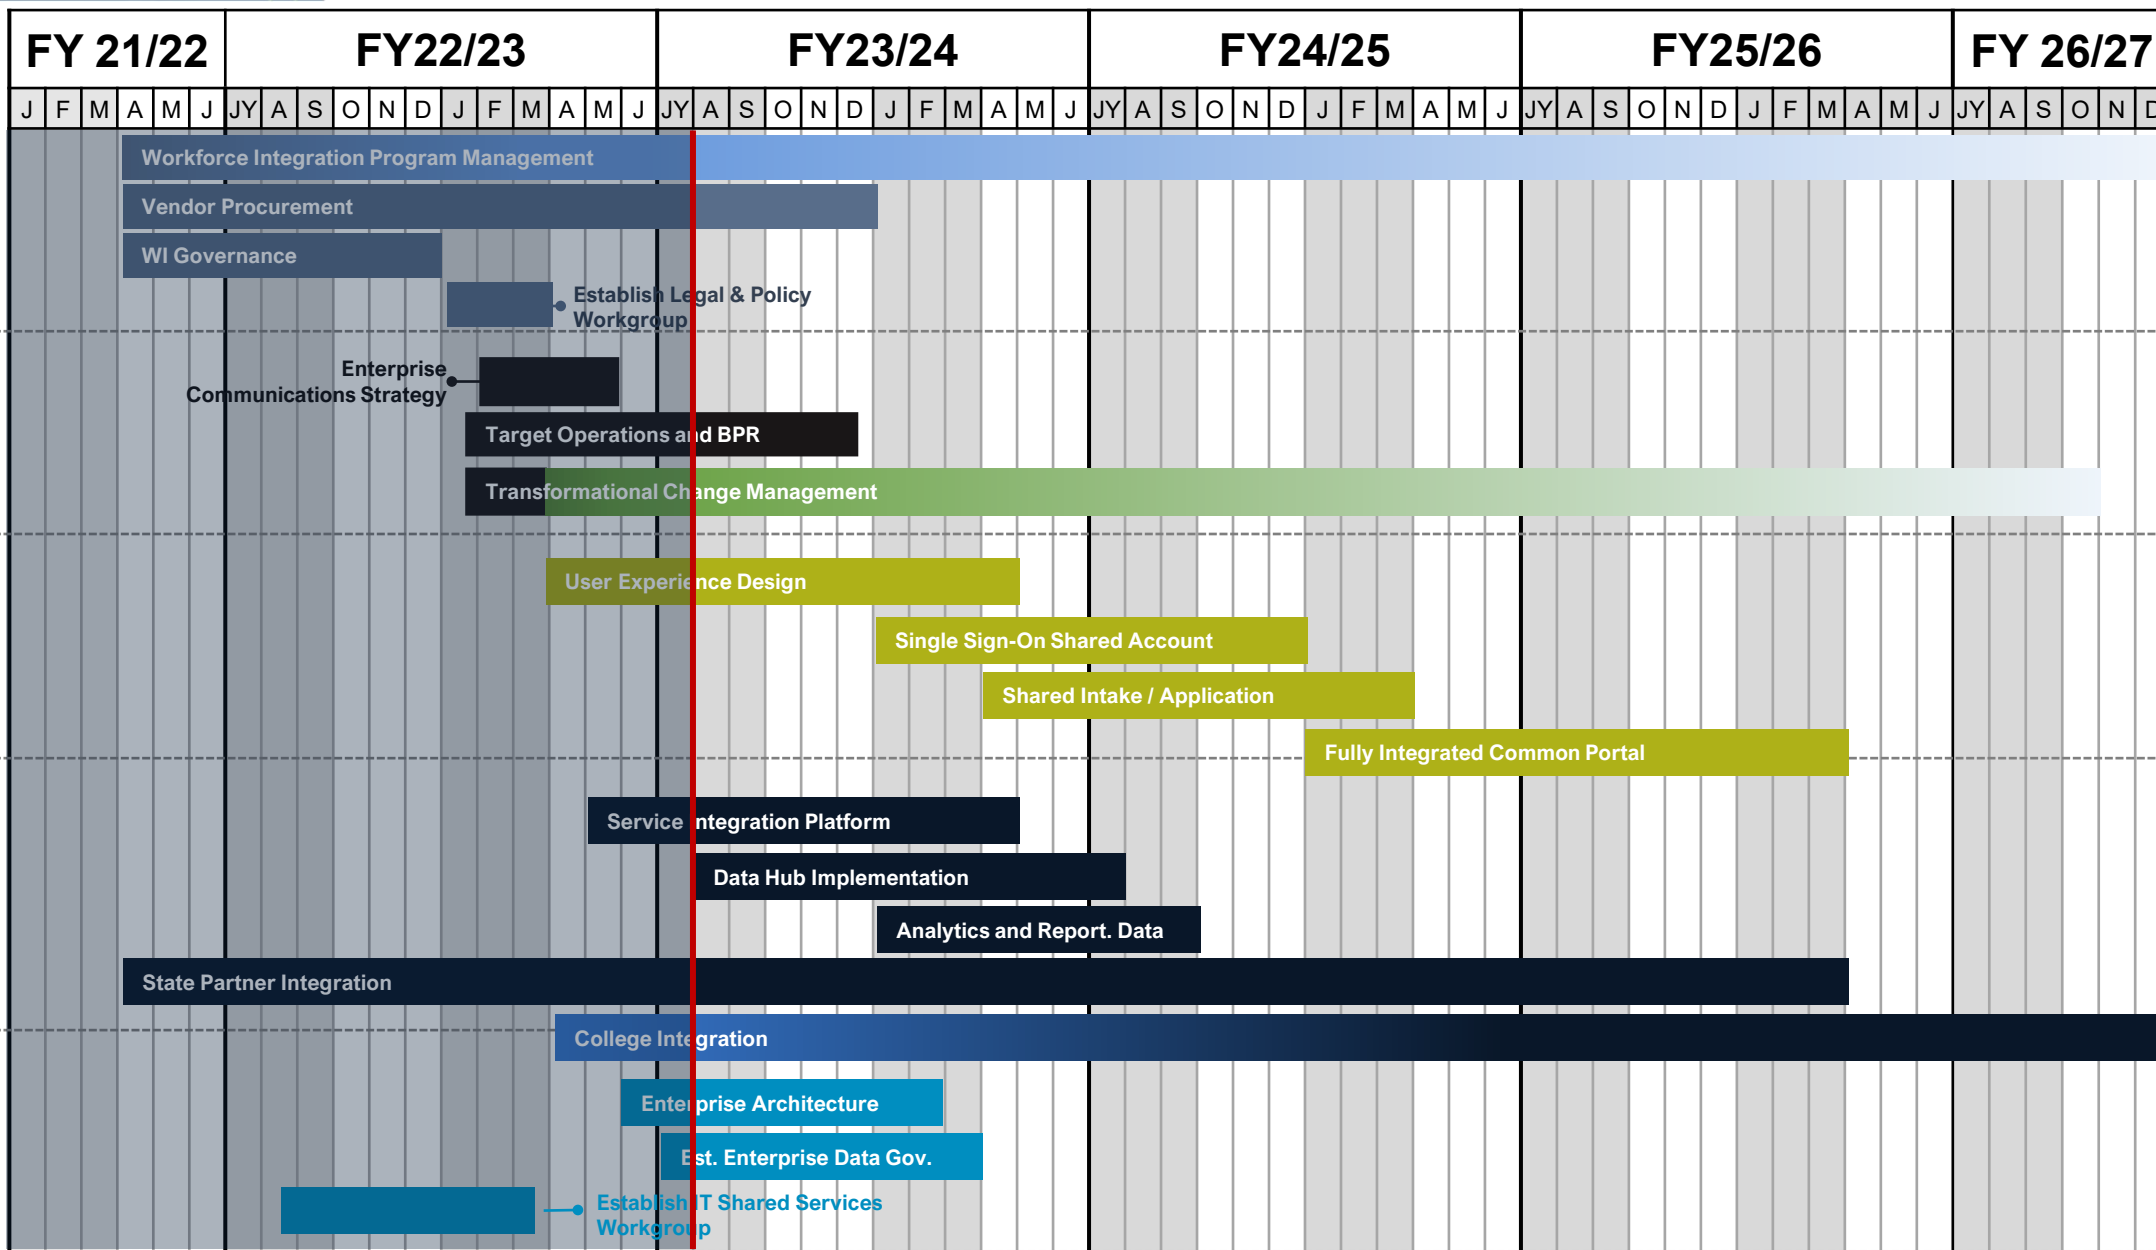 FY 21/22 FY22/23 FY23/24 FY24/25 FY25/26 FY 26/27
J F M A M J JY A S O N D J F M A M J JY A S O N D J F M A M J JY A S O N D J F M A M J JY A S O N D J F M A M J JY A S O N D
Workforce Integration Program Management
Vendor Procurement
WI Governance
Establish Legal & Policy
Workgroup
Enterprise
Communications Strategy
Target Operations and BPR
Transformational Change Management
User Experience Design
Single Sign-On Shared Account
Shared Intake / Application
Fully Integrated Common Portal
Service Integration Platform
Data Hub Implementation
Analytics and Report. Data
State Partner Integration
College Integration
Enterprise Architecture
Est. Enterprise Data Gov.
Establish IT Shared Services
Workgroup